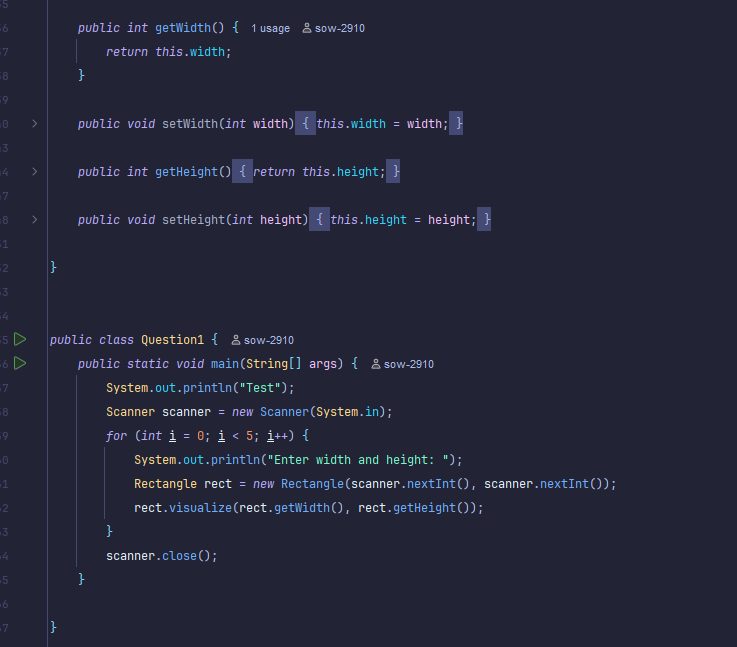 public int getWidth() { 1 usage sow-2910
return this.width;
}
public void setWidth(int width) { this.width = width; }
public int getHeight() { return this.height; }
public void setHeight(int height) { this.height = height; }
}
public class Question1 { sow-2910
public static void main(String[] args) { sow-2910
System.out.println("Test");
Scanner scanner = new Scanner(System.in);
for (int i = 0; i < 5; i++) {
System.out.println("Enter width and height: ");
Rectangle rect = new Rectangle(scanner.nextInt(), scanner.nextInt());
rect.visualize(rect.getWidth(), rect.getHeight());
}
scanner.close();
}
}